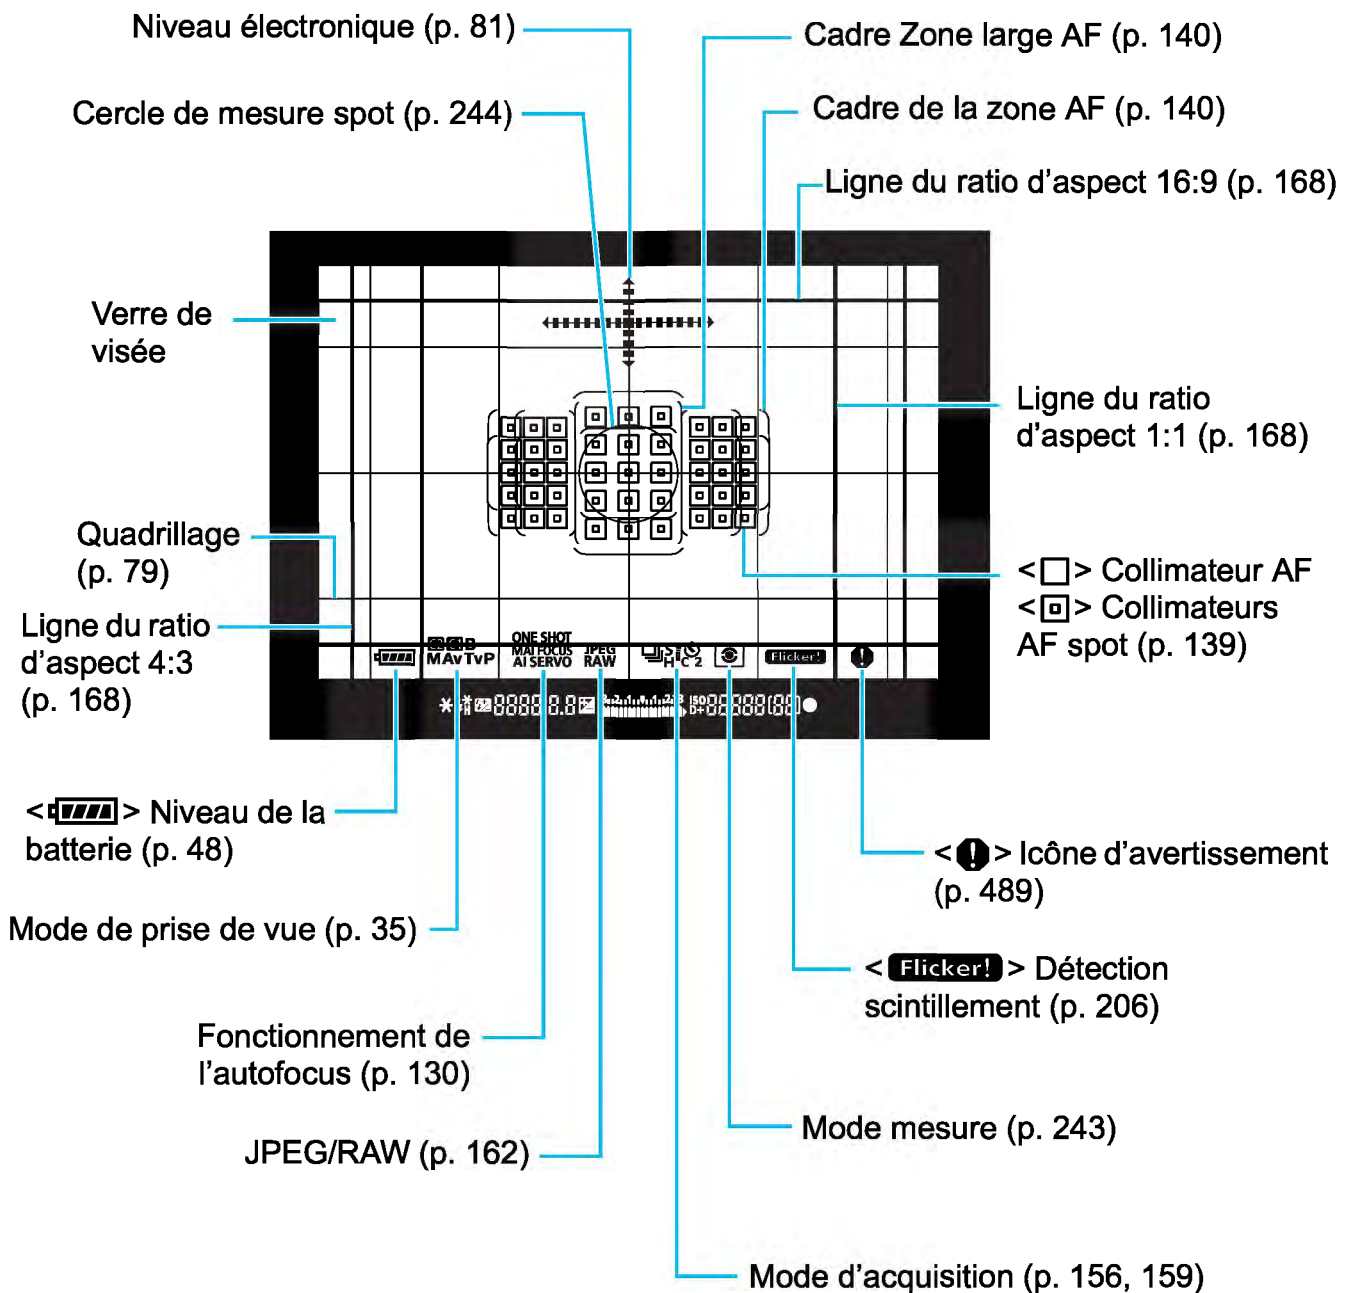 Niveau électronique (p. 81)
Cadre Zone large AF (p. 140)
Cercle de mesure spot (p. 244)
Cadre de la zone AF (p. 140)
Ligne du ratio d'aspect 16:9 (p. 168)
Verre de
visée
Ligne du ratio
d'aspect 1:1 (p. 168)
Quadrillage
(p. 79)
<□> Collimateur AF
<> Collimateurs
AF spot (p. 139)
Ligne du ratio
d'aspect 4:3
(p. 168)
ONE SHOT
AI SERVO
MAvTvP
JPEG
RAW
Flicker!
<> Niveau de la
batterie (p. 48)
<> Icône d'avertissement
(p. 489)
Mode de prise de vue (p. 35)
<Flicker!> Détection
scintillement (p. 206)
Fonctionnement de
l'autofocus (p. 130)
Mode mesure (p. 243)
JPEG/RAW (p. 162)
Mode d'acquisition (p. 156, 159)